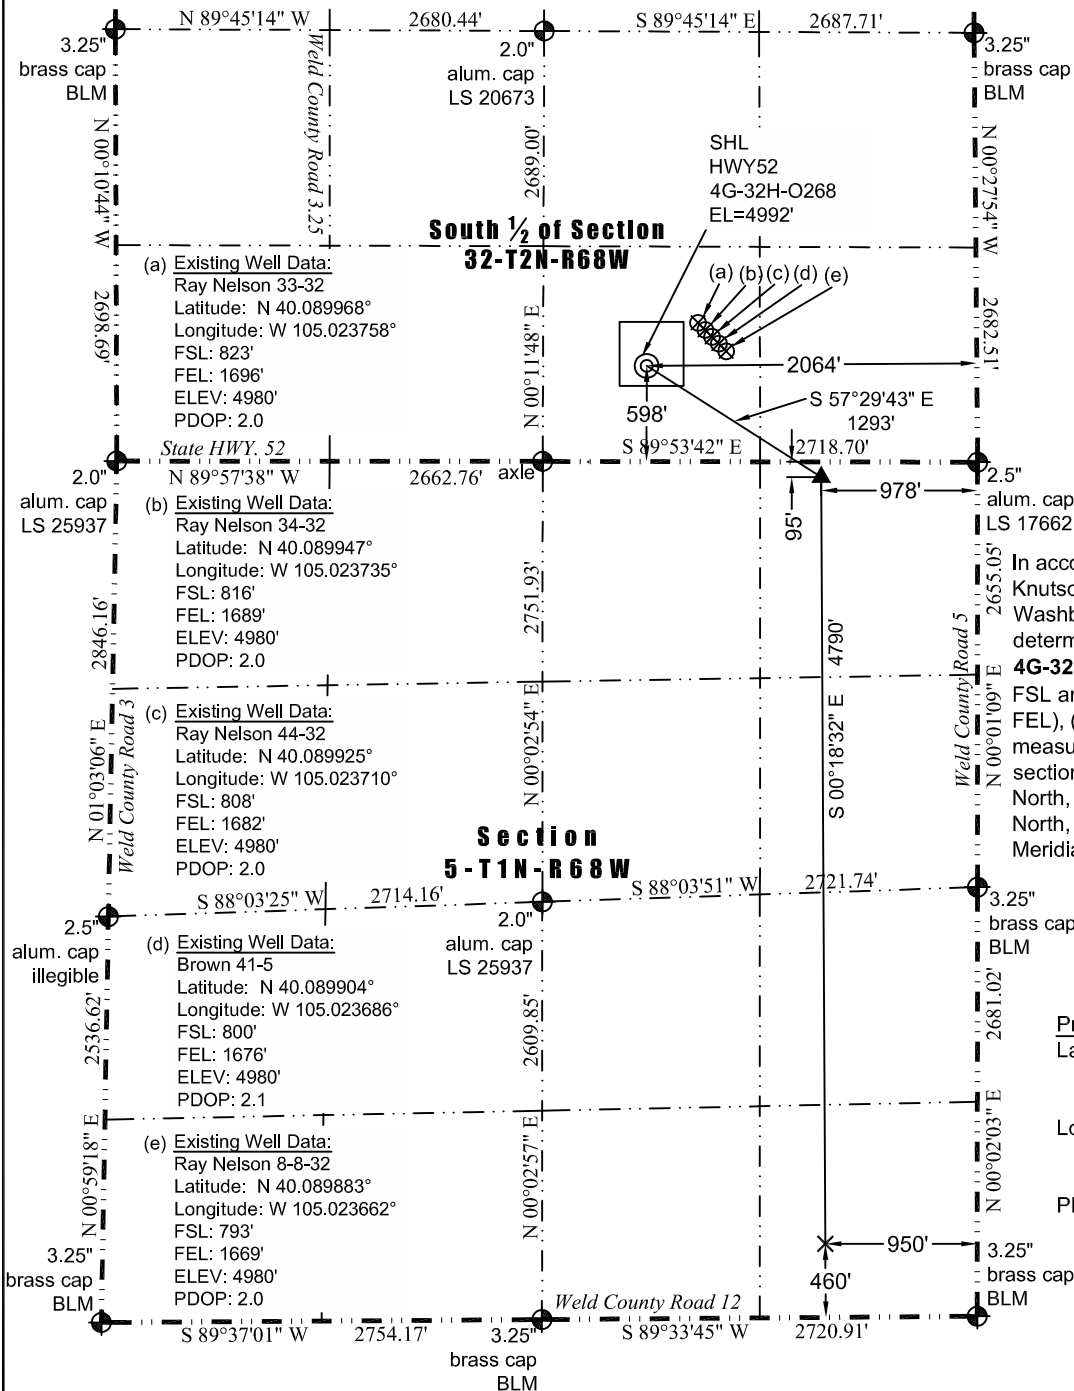 N 89°45'14" W
2680.44'
S 89°45'14" E
2687.71'
3.25"
brass cap
BLM
Weld County Road 3.25
2.0"
alum. cap
LS 20673
3.25"
brass cap
BLM
N 00°10'44" W
2698.69'
2689.00'
N 00°11'48" E
N 00°27'54" W
2682.51'
SHL
HWY52
4G-32H-O268
EL=4992'
South ½ of Section
32-T2N-R68W
(a) (b) (c) (d) (e)
(a) Existing Well Data:
Ray Nelson 33-32
Latitude: N 40.089968°
Longitude: W 105.023758°
FSL: 823'
FEL: 1696'
ELEV: 4980'
PDOP: 2.0
2064'
598'
S 57°29'43" E
1293'
State HWY. 52
S 89°53'42" E
2718.70'
N 89°57'38" W
2662.76'
axle
2.0"
alum. cap
LS 25937
95'
978'
2.5"
alum. cap
LS 17662
(b) Existing Well Data:
Ray Nelson 34-32
Latitude: N 40.089947°
Longitude: W 105.023735°
FSL: 816'
FEL: 1689'
ELEV: 4980'
PDOP: 2.0
2846.16'
N 01°03'06" E
Weld County Road 3
2751.93'
N 00°02'54" E
S 00°18'32" E
4790'
2655.05'
N 00°01'09" E
Weld County Road 5
In acco
Knutso
Washb
determ
4G-32
FSL an
FEL), (
measu
section
North,
North,
Meridia
(c) Existing Well Data:
Ray Nelson 44-32
Latitude: N 40.089925°
Longitude: W 105.023710°
FSL: 808'
FEL: 1682'
ELEV: 4980'
PDOP: 2.0
Section
5-T1N-R68W
S 88°03'25" W
2714.16'
S 88°03'51" W
2721.74'
2.5"
alum. cap
illegible
2.0"
alum. cap
LS 25937
3.25"
brass cap
BLM
(d) Existing Well Data:
Brown 41-5
Latitude: N 40.089904°
Longitude: W 105.023686°
FSL: 800'
FEL: 1676'
ELEV: 4980'
PDOP: 2.1
2536.62'
N 00°59'18" E
2609.85'
N 00°02'57" E
2681.02'
N 00°02'03" E
La
Lo
(e) Existing Well Data:
Ray Nelson 8-8-32
Latitude: N 40.089883°
Longitude: W 105.023662°
FSL: 793'
FEL: 1669'
ELEV: 4980'
PDOP: 2.0
950'
460'
3.25"
brass cap
BLM
3.25"
brass cap
BLM
Weld County Road 12
S 89°37'01" W
2754.17'
S 89°33'45" W
2720.91'
3.25"
brass cap
BLM